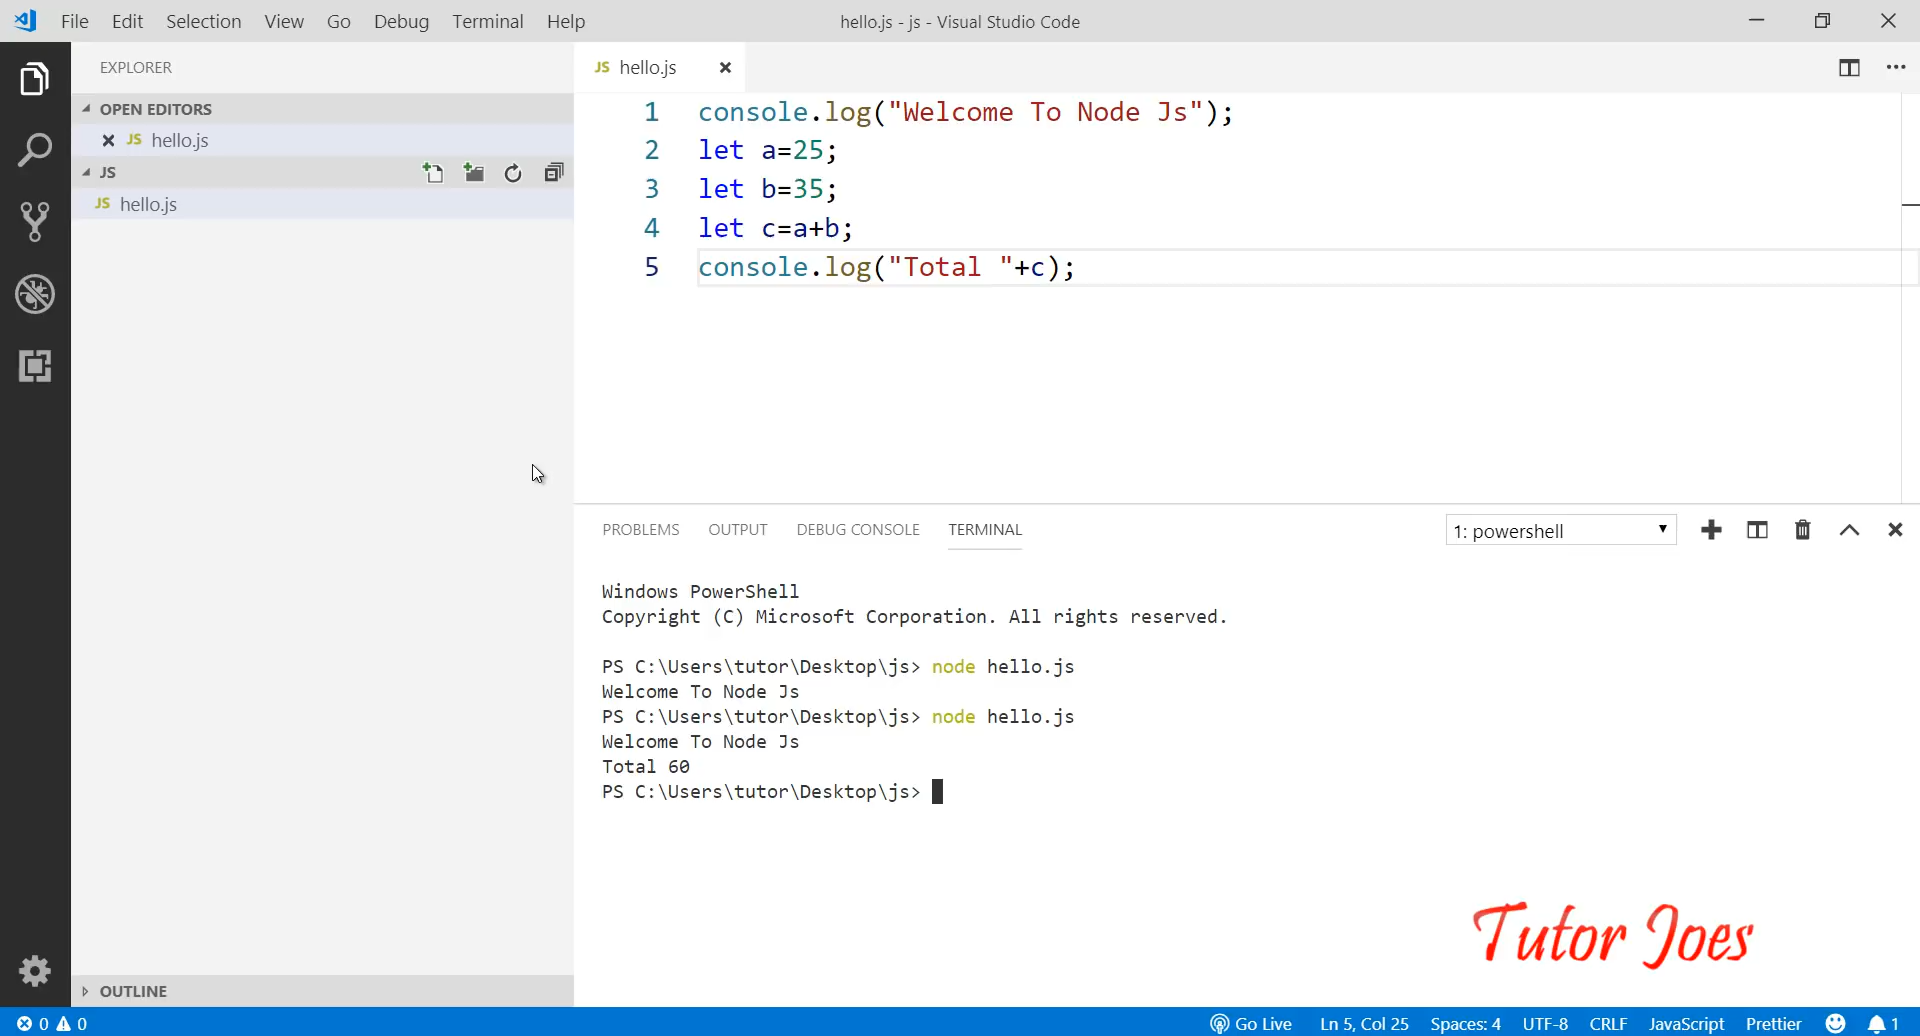 File Edit Selection View Go Debug Terminal Help
hello.js - js - Visual Studio Code
EXPLORER
OPEN EDITORS
JS hello.js
JS
JS hello.js
OUTLINE
JS hello.js
1 console.log("Welcome To Node Js");
2 let a=25;
3 let b=35;
4 let c=a+b;
5 console.log("Total "+c);
PROBLEMS OUTPUT DEBUG CONSOLE TERMINAL
1: powershell
Windows PowerShell
Copyright (C) Microsoft Corporation. All rights reserved.
PS C:\Users\tutor\Desktop\js> node hello.js
Welcome To Node Js
PS C:\Users\tutor\Desktop\js> node hello.js
Welcome To Node Js
Total 60
PS C:\Users\tutor\Desktop\js>
Tutor Joes
0 0
Go Live Ln 5, Col 25 Spaces: 4 UTF-8 CRLF JavaScript Prettier 1